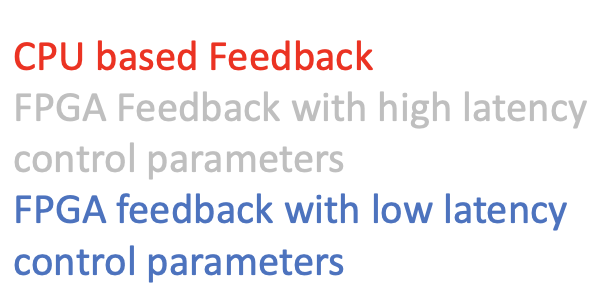 CPU based Feedback
FPGA Feedback with high latency
control parameters
FPGA feedback with low latency
control parameters